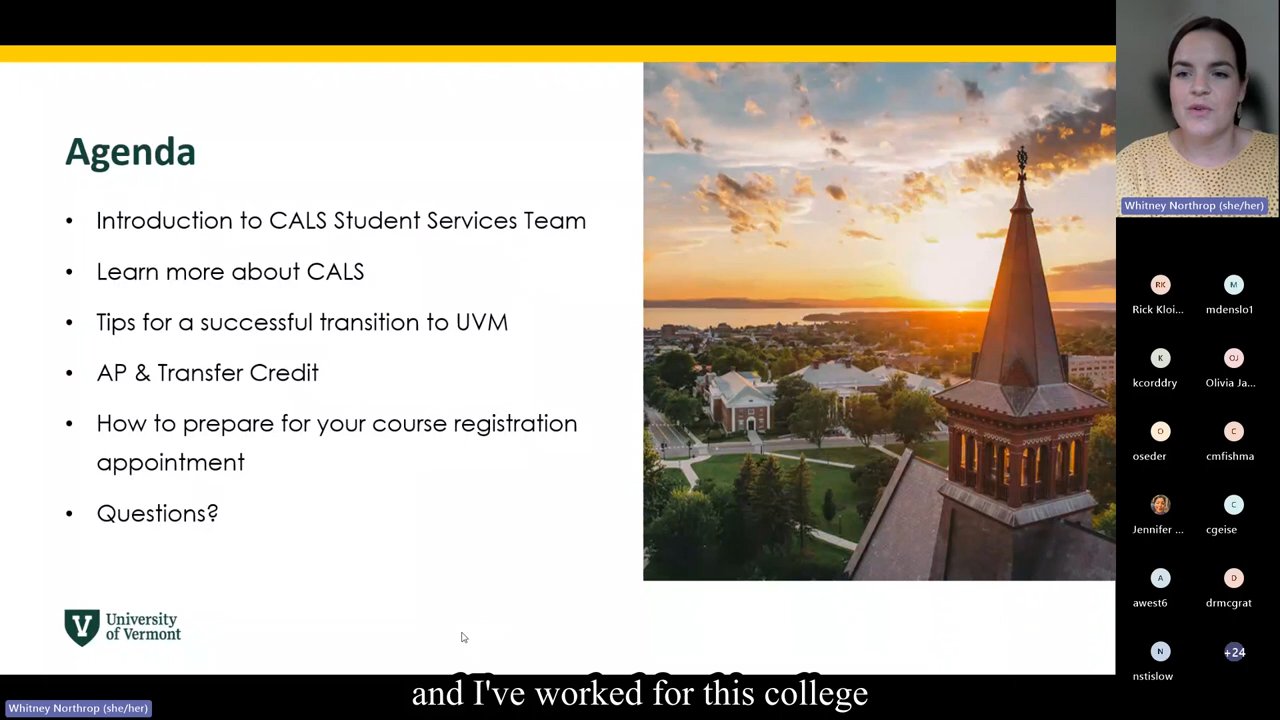 Agenda
• Introduction to CALS Student Services Team
• Learn more about CALS
• Tips for a successful transition to UVM
• AP & Transfer Credit
• How to prepare for your course registration
appointment
• Questions?
University
of Vermont
Whitney Northrop (she/her)
RK
M
Rick Kloi...
mdenslo1
K
OJ
kcorddry
Olivia Ja...
O
C
oseder
cmfishma
C
Jennifer ...
cgeise
A
D
awest6
drmcgrat
N
+24
nstislow
and I've worked for this college
Whitney Northrop (she/her)